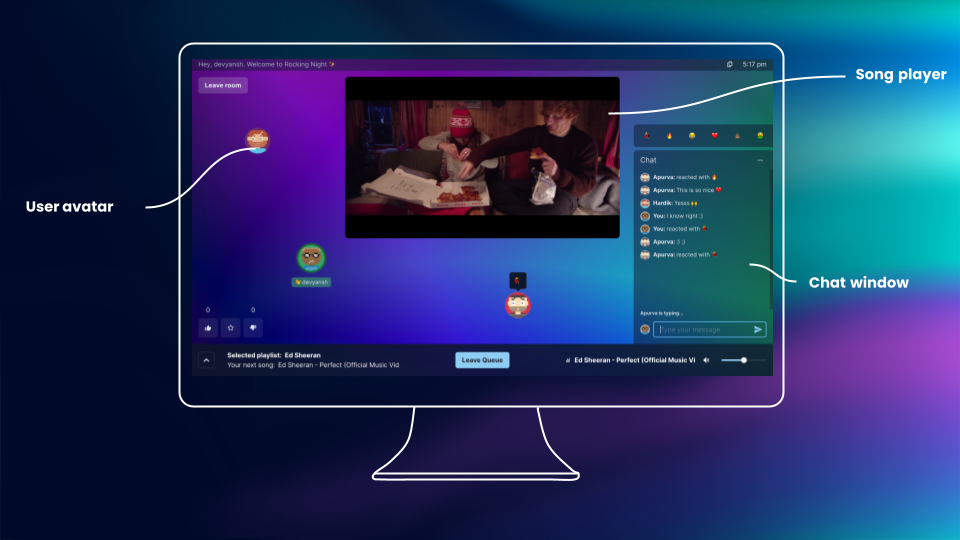 Hey, devyansh. Welcome to Rocking Night
5:17 pm
Leave room
Song player
User avatar
Chat
Apurva: reacted with 🔥
Apurva: This is so nice ❤️
Hardik: Yesss 🙌
You: I know right :)
You: reacted with
Apurva: :) :)
Apurva: reacted with
Chat window
devyansh
0
0
Apurva is typing...
Type your message
Selected playlist: Ed Sheeran
Your next song: Ed Sheeran - Perfect (Official Music Vid
Leave Queue
Ed Sheeran - Perfect (Official Music Vi